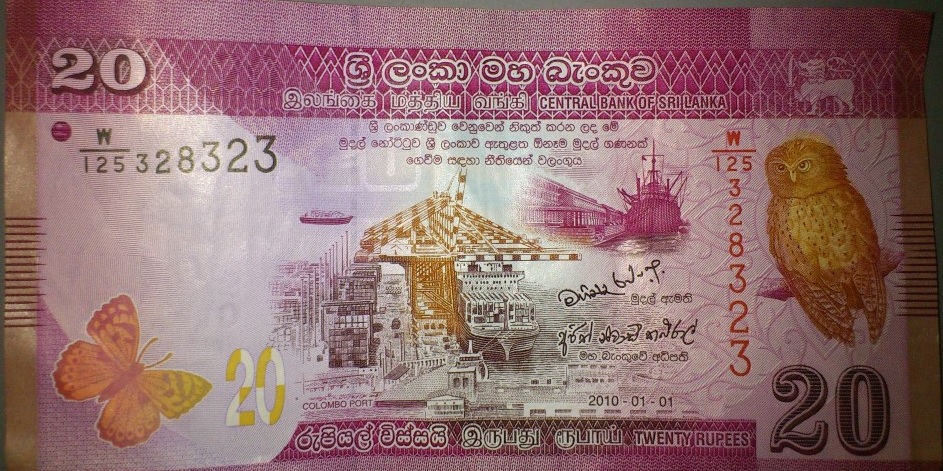 20
ශ්‍රී ලංකා මහ බැංකුව
இலங்கை மத்திய வங்கி CENTRAL BANK OF SRI LANKA
ශ්‍රී ලංකාණ්ඩුව වෙනුවෙන් නිකුත් කරන ලද මේ
මුදල් නෝට්ටුව ශ්‍රී ලංකාව ඇතුළත ඕනෑම මුදල් ගණනක්
ගෙවීම සඳහා නීතියෙන් වලංගුය
W
125 328323
W
125
328323
මුදල් ඇමති
මහ බැංකුවේ අධිපති
20
COLOMBO PORT
2010-01-01
20
රුපියල් විස්සයි இருபது ரூபாய் TWENTY RUPEES